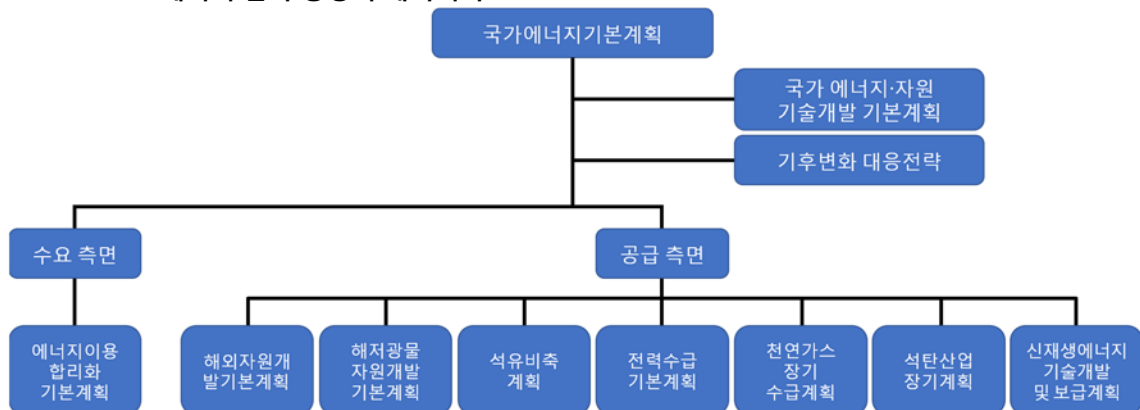 국가에너지기본계획
국가 에너지·자원
기술개발 기본계획
기후변화 대응전략
수요 측면
공급 측면
에너지이용
합리화
기본계획
해외자원개
발기본계획
해저광물
자원개발
기본계획
석유비축
계획
전력수급
기본계획
천연가스
장기
수급계획
석탄산업
장기계획
신재생에너지
기술개발
및 보급계획